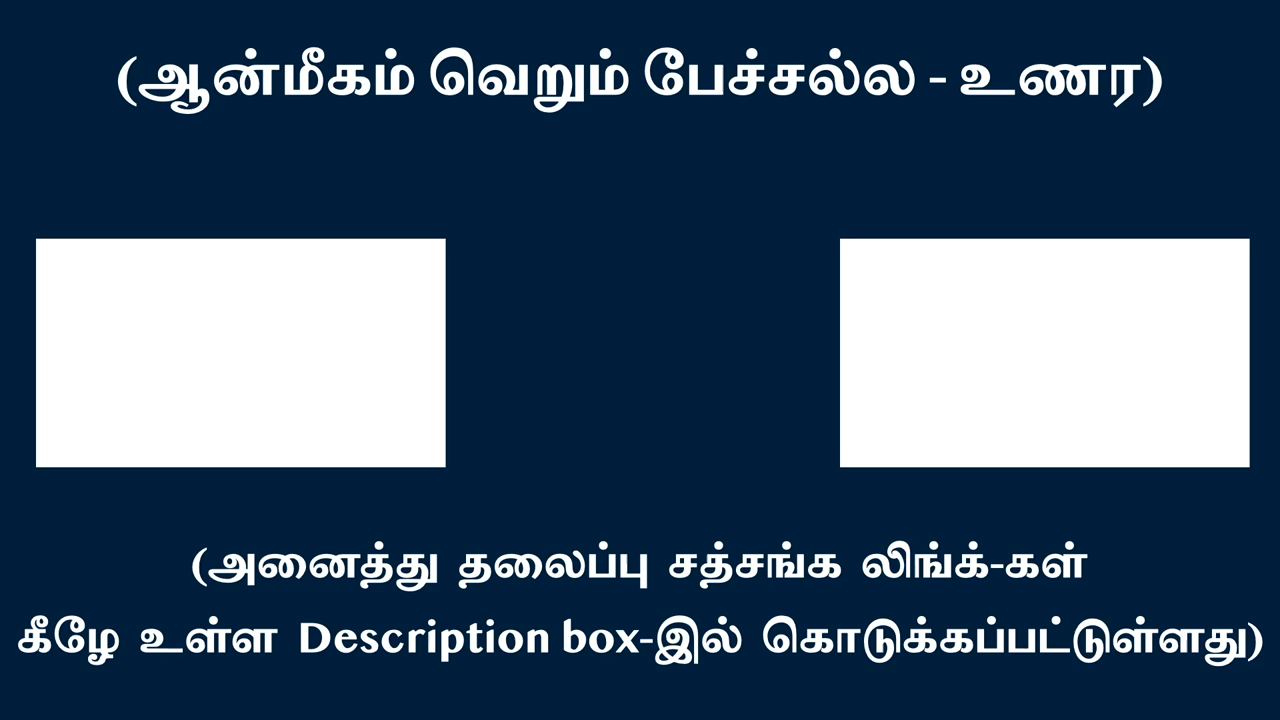 (ஆன்மீகம் வெறும் பேச்சல்ல - உணர)
(அனைத்து தலைப்பு சத்சங்க லிங்க்-கள்
கீழே உள்ள Description box-இல் கொடுக்கப்பட்டுள்ளது)